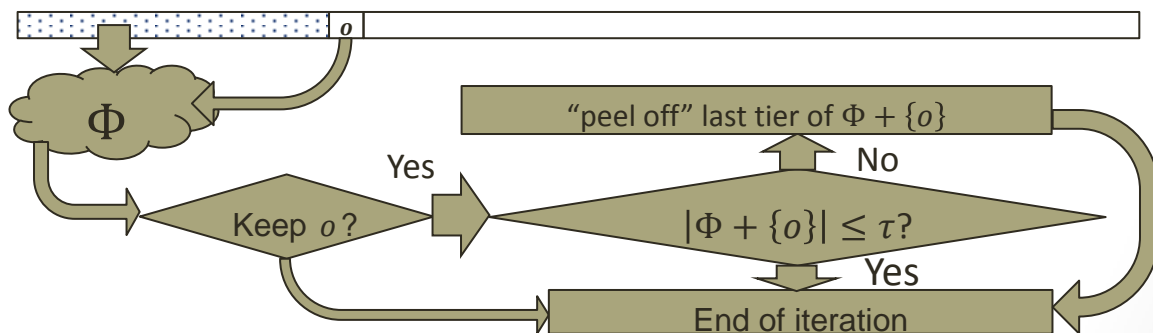 o
Φ
"peel off" last tier of Φ + {o}
Yes
No
Keep o?
|Φ + {o}| ≤ τ?
Yes
End of iteration